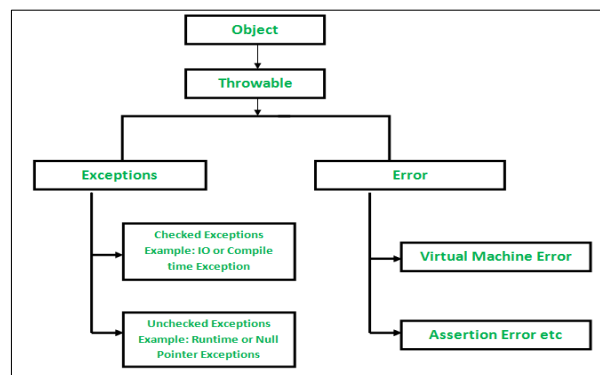 Object
Throwable
Exceptions
Error
Checked Exceptions
Example: IO or Compile
time Exception
Virtual Machine Error
Unchecked Exceptions
Example: Runtime or Null
Pointer Exceptions
Assertion Error etc